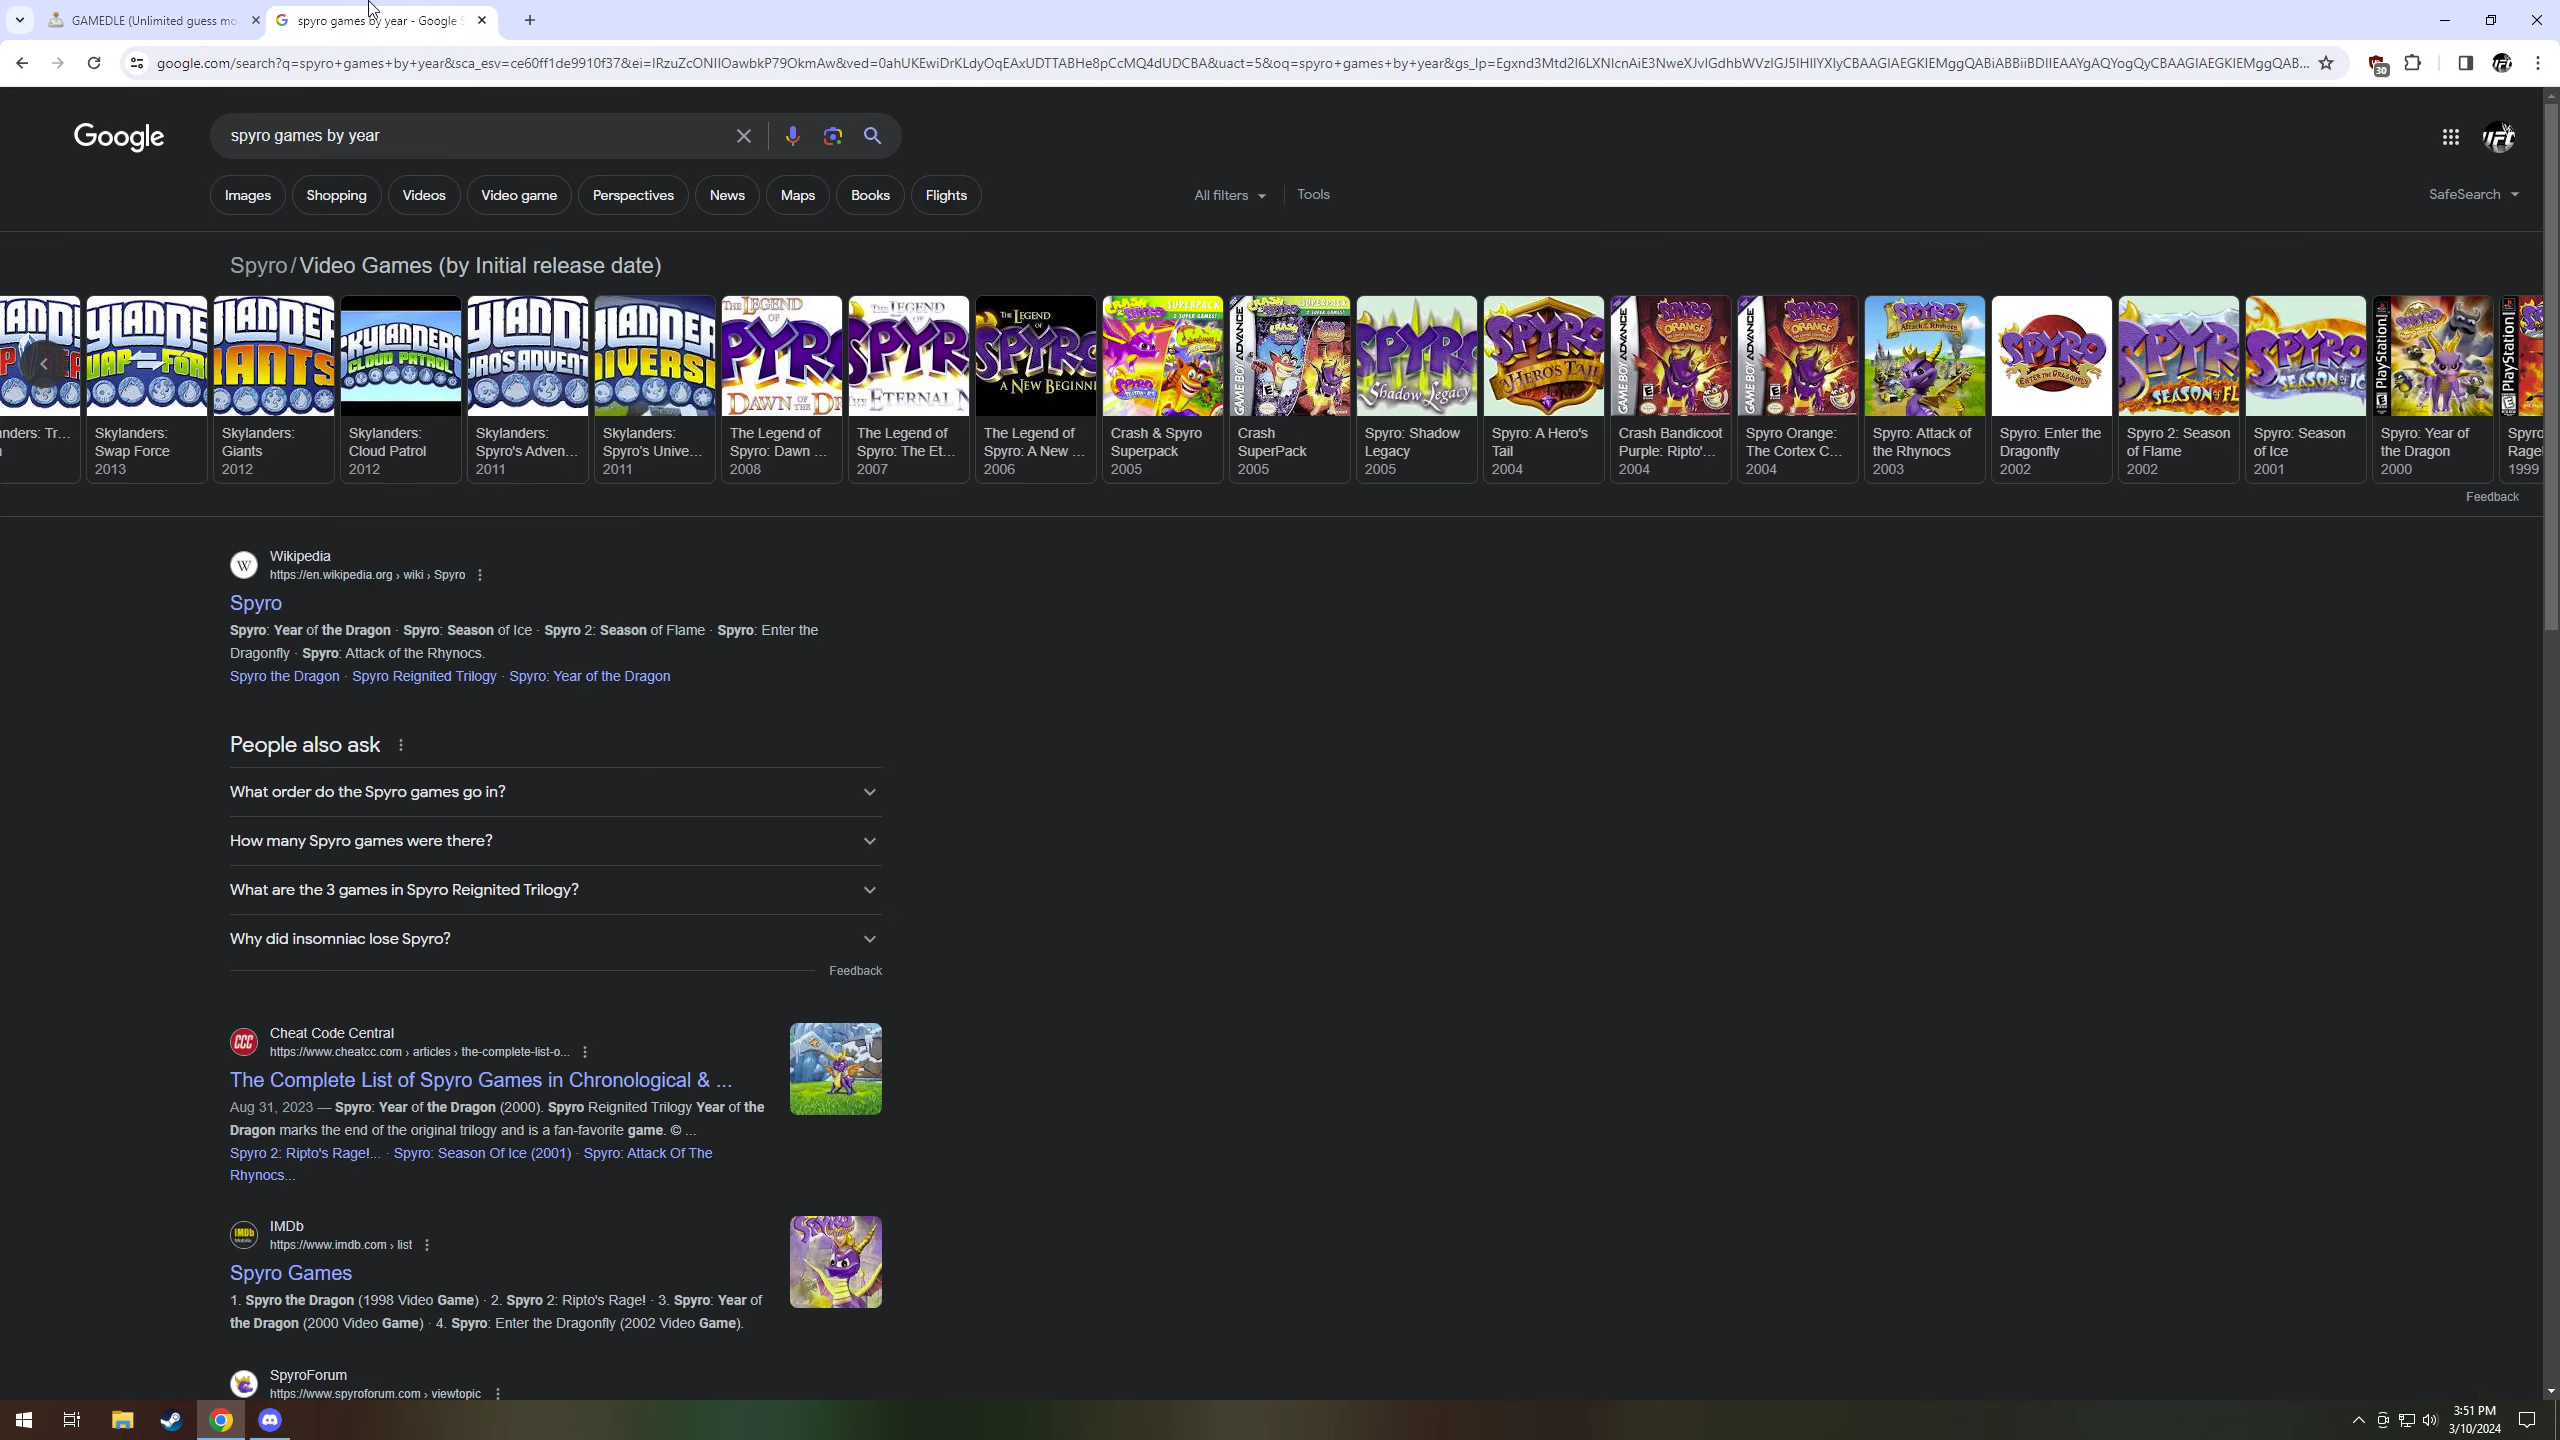 GAMEDLE (Unlimited guess mo
spyro games by year - Google S
google.com/search?q=spyro+games+by+year&sca_esv=ce60ff1de9910f37&ei=
30
Google
spyro games by year
Images
Shopping
Videos
Video game
Perspectives
News
Maps
Books
Flights
All filters
Tools
SafeSearch
Spyro/Video Games (by Initial release date)
nders: Tr...
Skylanders:
Swap Force
2013
Skylanders:
Giants
2012
Skylanders:
Cloud Patrol
2012
Skylanders:
Spyro's Adven...
2011
Skylanders:
Spyro's Unive...
2011
The Legend of
Spyro: Dawn ...
2008
The Legend of
Spyro: The Et...
2007
The Legend of
Spyro: A New ...
2006
Crash & Spyro
Superpack
2005
Crash
SuperPack
2005
Spyro: Shadow
Legacy
2005
Spyro: A Hero's
Tail
2004
Crash Bandicoot
Purple: Ripto'...
2004
Spyro Orange:
The Cortex C...
2004
Spyro: Attack of
the Rhynocs
2003
Spyro: Enter the
Dragonfly
2002
Spyro 2: Season
of Flame
2002
Spyro: Season
of Ice
2001
Spyro: Year of
the Dragon
2000
Spyro
Rage!
1999
Feedback
W
Wikipedia
https://en.wikipedia.org › wiki › Spyro
Spyro
Spyro: Year of the Dragon · Spyro: Season of Ice · Spyro 2: Season of Flame · Spyro: Enter the
Dragonfly · Spyro: Attack of the Rhynocs.
Spyro the Dragon · Spyro Reignited Trilogy · Spyro: Year of the Dragon
People also ask
What order do the Spyro games go in?
How many Spyro games were there?
What are the 3 games in Spyro Reignited Trilogy?
Why did insomniac lose Spyro?
Feedback
CCC
Cheat Code Central
https://www.cheatcc.com › articles › the-complete-list-o...
The Complete List of Spyro Games in Chronological & ...
Aug 31, 2023 — Spyro: Year of the Dragon (2000). Spyro Reignited Trilogy Year of the
Dragon marks the end of the original trilogy and is a fan-favorite game. © ...
Spyro 2: Ripto's Rage!... · Spyro: Season Of Ice (2001) · Spyro: Attack Of The
Rhynocs...
IMDb
https://www.imdb.com › list
Spyro Games
1. Spyro the Dragon (1998 Video Game) · 2. Spyro 2: Ripto's Rage! · 3. Spyro: Year of
the Dragon (2000 Video Game) · 4. Spyro: Enter the Dragonfly (2002 Video Game).
SpyroForum
https://www.spyroforum.com › viewtopic
3:51 PM
3/10/2024